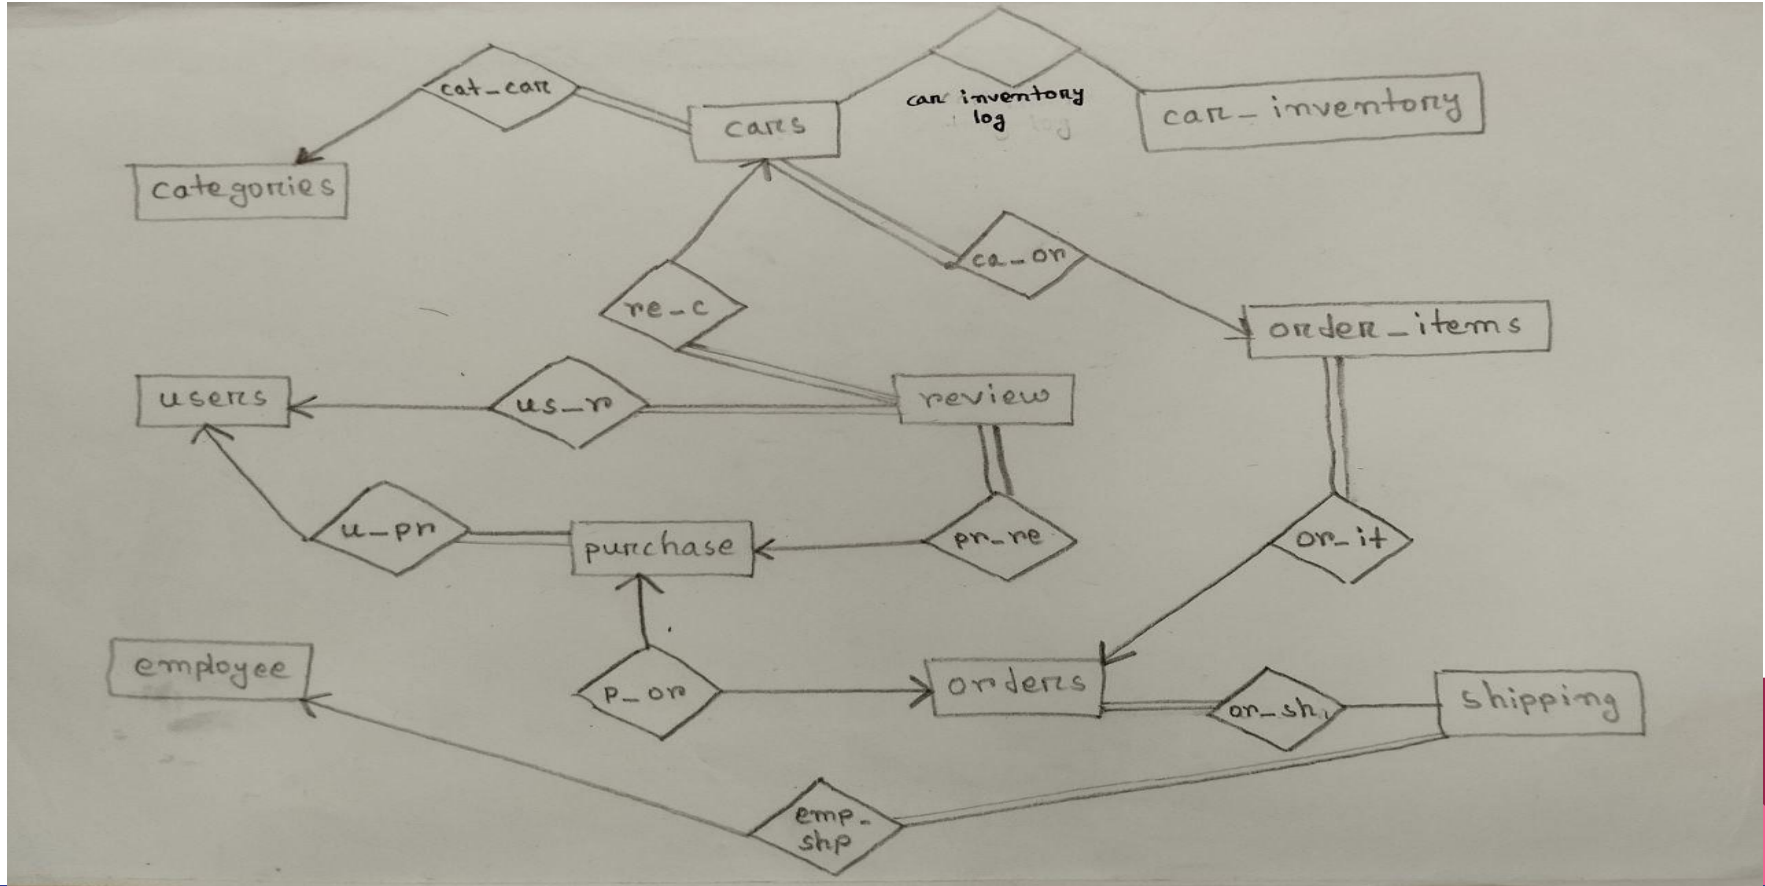 cat_car
cars
car inventory
log
car_inventory
categories
ca_or
re_c
order_items
users
us_r
review
u_pr
purchase
pr_re
or_it
employee
p_or
orders
or_sh
shipping
emp_
shp